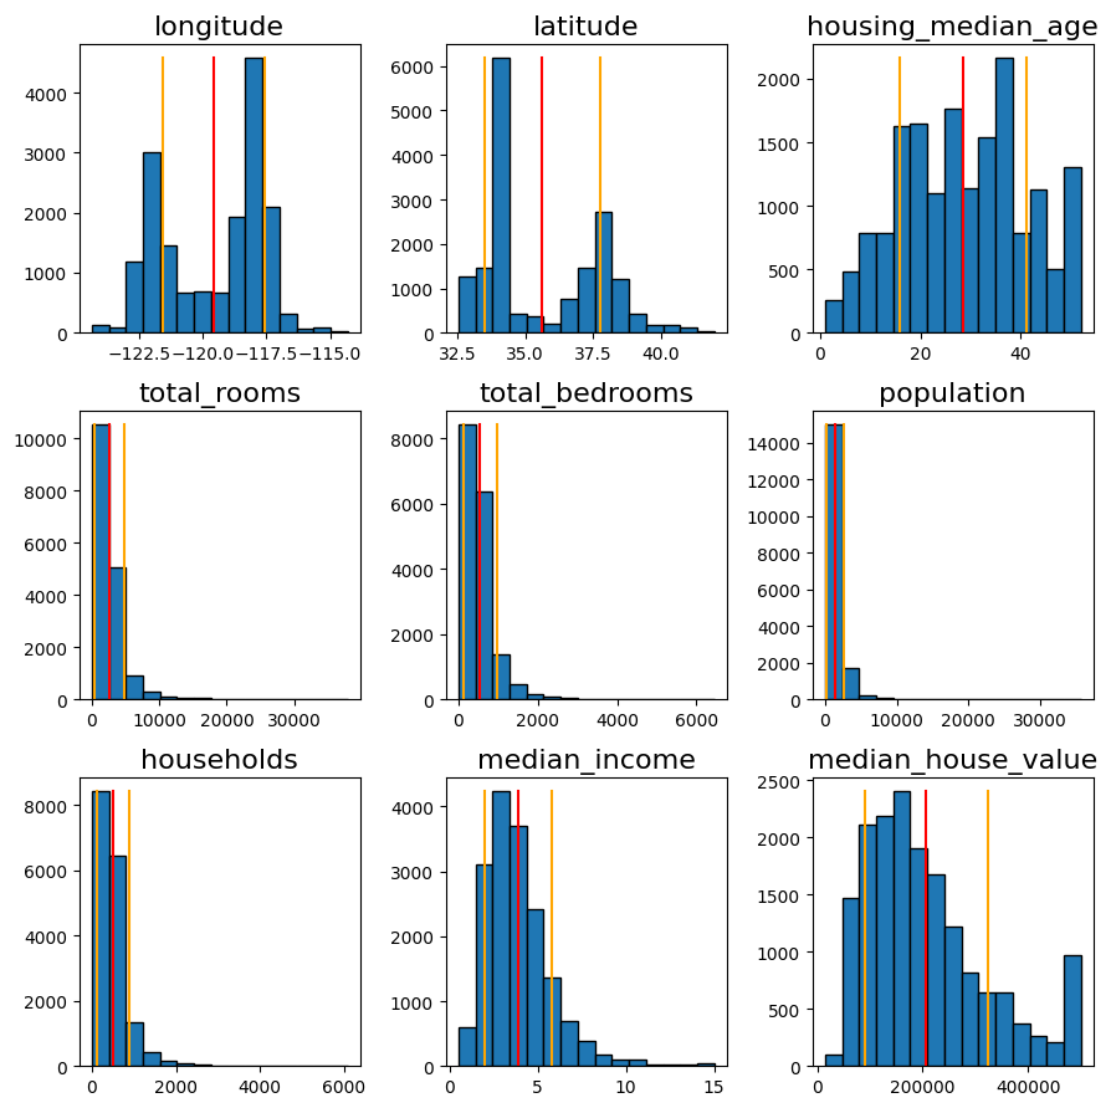 longitude
latitude
housing_median_age
4000
3000
2000
1000
0
−122.5 −120.0 −117.5 −115.0
6000
5000
4000
3000
2000
1000
0
32.5 35.0 37.5 40.0
2000
1500
1000
500
0
0 20 40
total_rooms
total_bedrooms
population
10000
8000
6000
4000
2000
0
0 10000 20000 30000
8000
6000
4000
2000
0
0 2000 4000 6000
14000
12000
10000
8000
6000
4000
2000
0
0 10000 20000 30000
households
median_income
median_house_value
8000
6000
4000
2000
0
0 2000 4000 6000
4000
3000
2000
1000
0
0 5 10 15
2500
2000
1500
1000
500
0
0 200000 400000